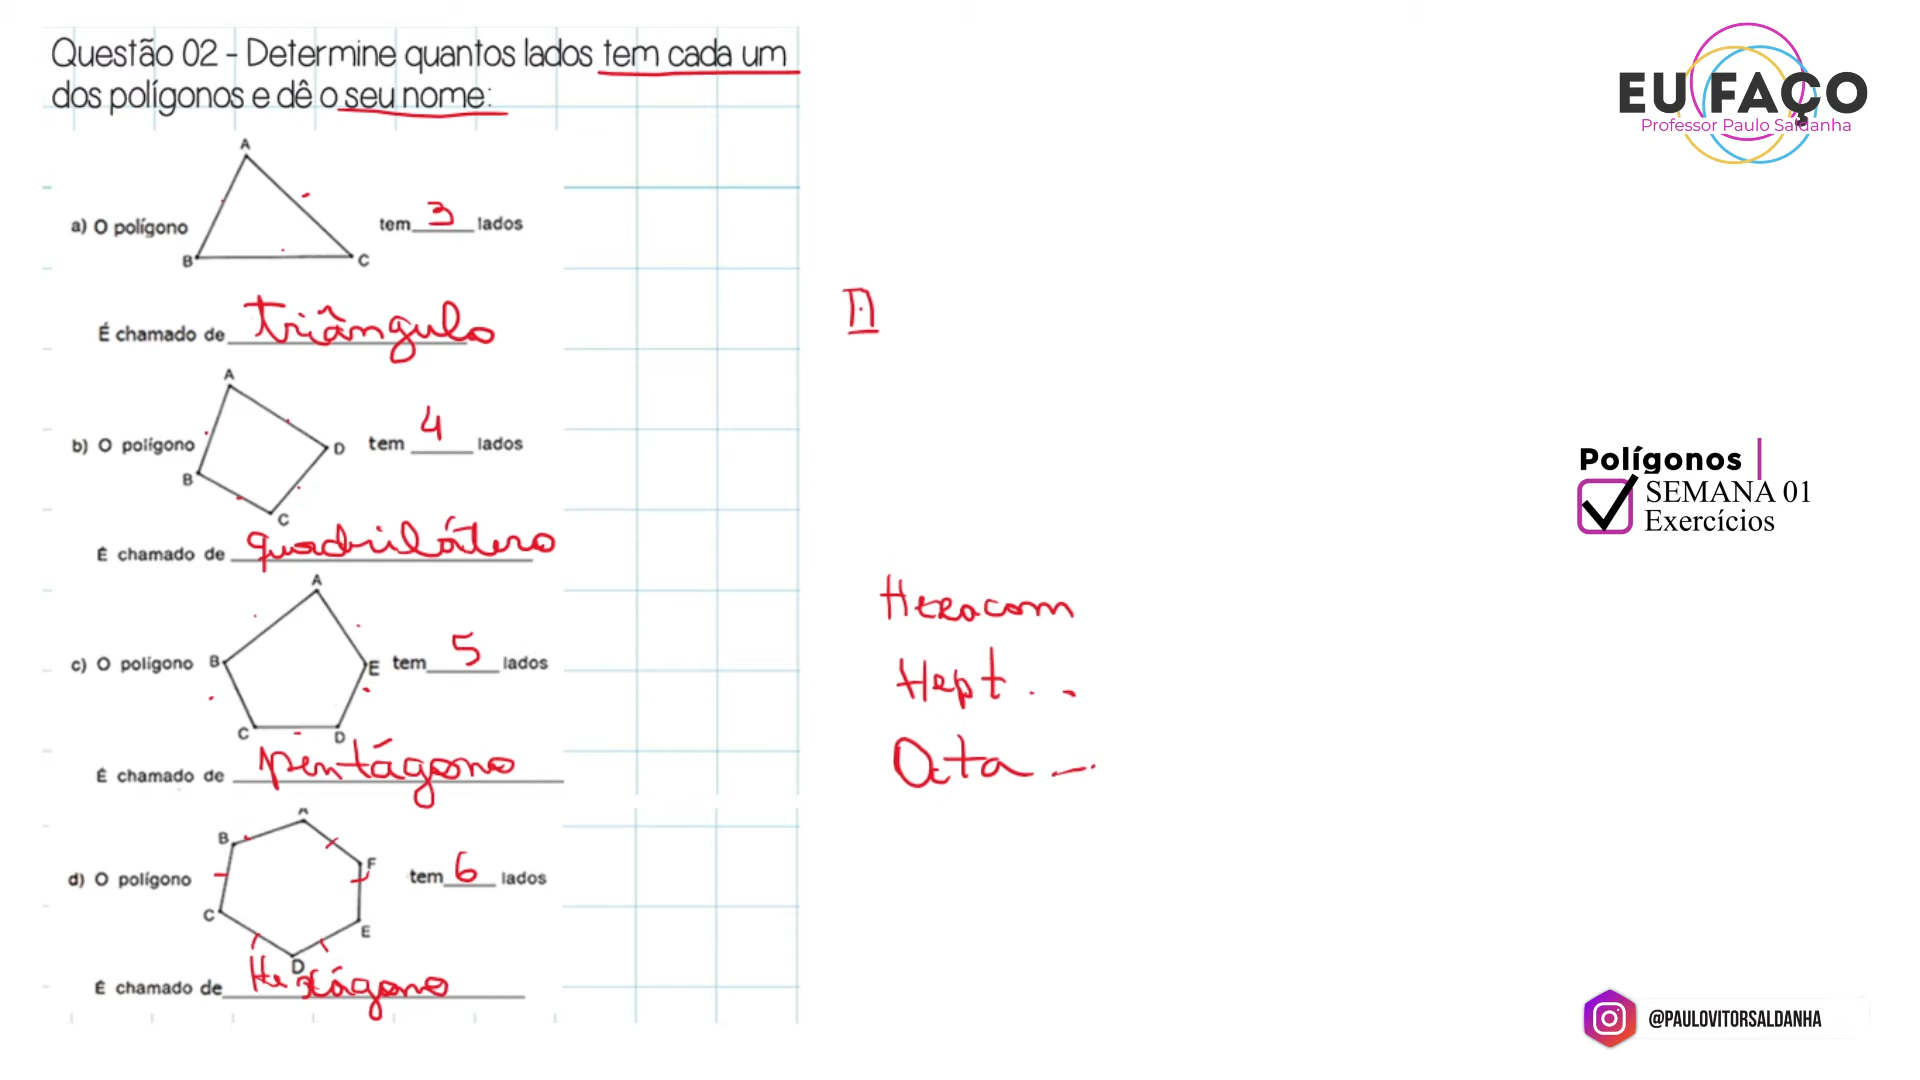 Questão 02 - Determine quantos lados tem cada um
dos polígonos e dê o seu nome:
A
a) O polígono
tem 3 lados
B
C
É chamado de triângulo
A
b) O polígono
D
tem 4 lados
B
C
É chamado de quadrilátero
A
c) O polígono
B
E
tem 5 lados
C
D
É chamado de pentágono
A
B
F
d) O polígono
tem 6 lados
C
E
D
É chamado de Hexágono
Hept . .
Octa
EU FAÇO
Professor Paulo Saldanha
Polígonos
SEMANA 01
Exercícios
@PAULOVITORSALDANHA